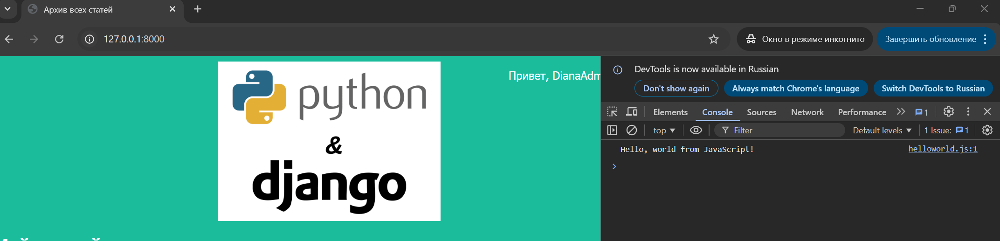 Архив всех статей
127.0.0.1:8000
Окно в режиме инкогнито
Завершить обновление
python
&
django
Привет, DianaAdm
DevTools is now available in Russian
Don't show again
Always match Chrome's language
Switch DevTools to Russian
Elements
Console
Sources
Network
Performance
1
top
Filter
Default levels
1 Issue:
1
Hello, world from JavaScript!
helloworld.js:1